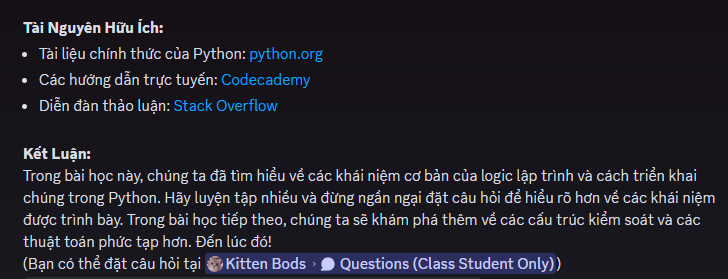 Tài Nguyên Hữu Ích:
• Tài liệu chính thức của Python: python.org
• Các hướng dẫn trực tuyến: Codecademy
• Diễn đàn thảo luận: Stack Overflow
Kết Luận:
Trong bài học này, chúng ta đã tìm hiểu về các khái niệm cơ bản của logic lập trình và cách triển khai
chúng trong Python. Hãy luyện tập nhiều và đừng ngần ngại đặt câu hỏi để hiểu rõ hơn về các khái niệm
được trình bày. Trong bài học tiếp theo, chúng ta sẽ khám phá thêm về các cấu trúc kiểm soát và các
thuật toán phức tạp hơn. Đến lúc đó!
(Bạn có thể đặt câu hỏi tại Kitten Bods › Questions (Class Student Only))